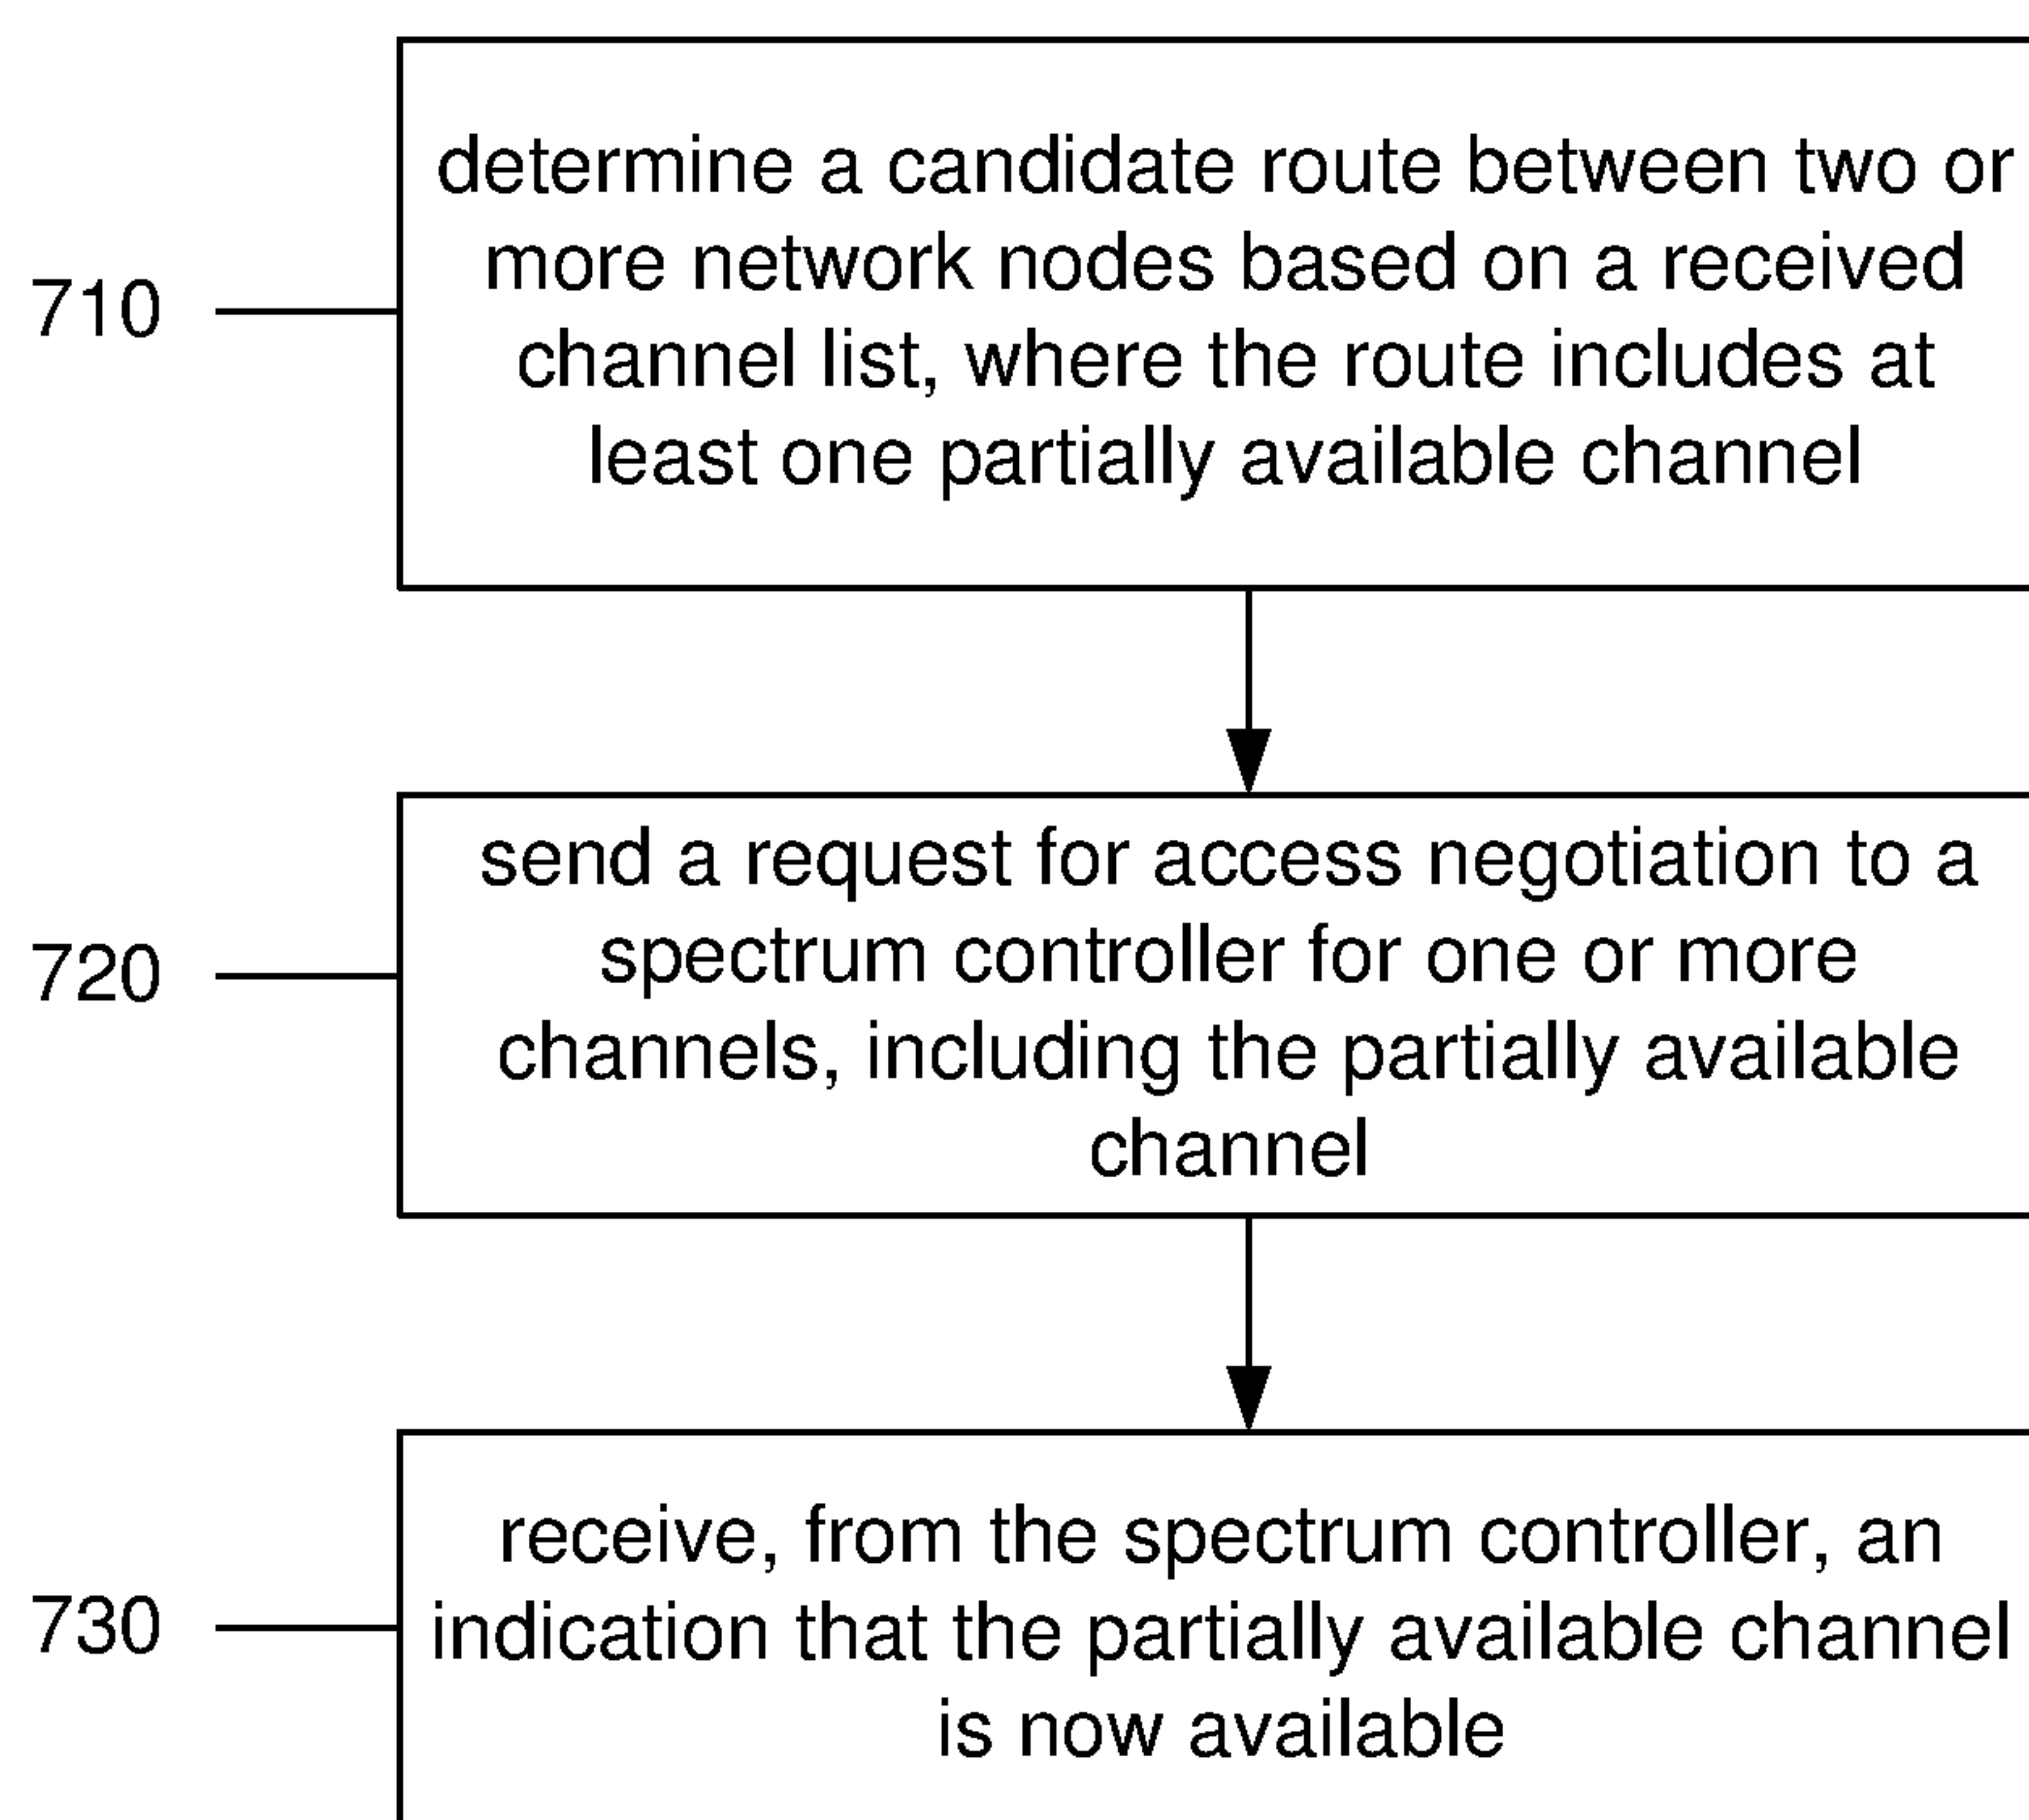 710
determine a candidate route between two or
more network nodes based on a received
channel list, where the route includes at
least one partially available channel
720
send a request for access negotiation to a
spectrum controller for one or more
channels, including the partially available
channel
730
receive, from the spectrum controller, an
indication that the partially available channel
is now available